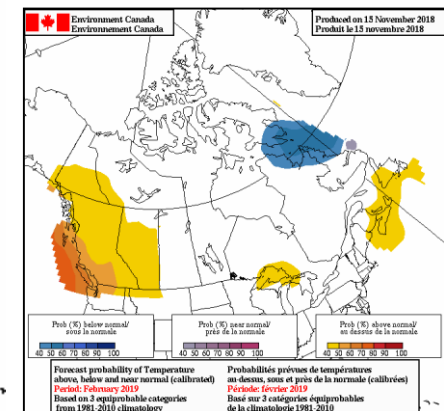 Environment Canada
Environnement Canada
Produced on 15 November 2018
Produit le 15 novembre 2018
Prob (%) below normal/
sous la normale
40 50 60 70 80 90 100
Prob (%) near normal/
près de la normale
40 50 60 70 80 90 100
Prob (%) above normal/
au dessus de la normale
40 50 60 70 80 90 100
Forecast probability of Temperature
above, below and near normal (calibrated)
Period: February 2019
Based on 3 equiprobable categories
from 1981-2010 climatology
Probabilités prévues de températures
au-dessus, sous et près de la normale (calibrées)
Période: février 2019
Basé sur 3 catégories équiprobables
de la climatologie 1981-2010